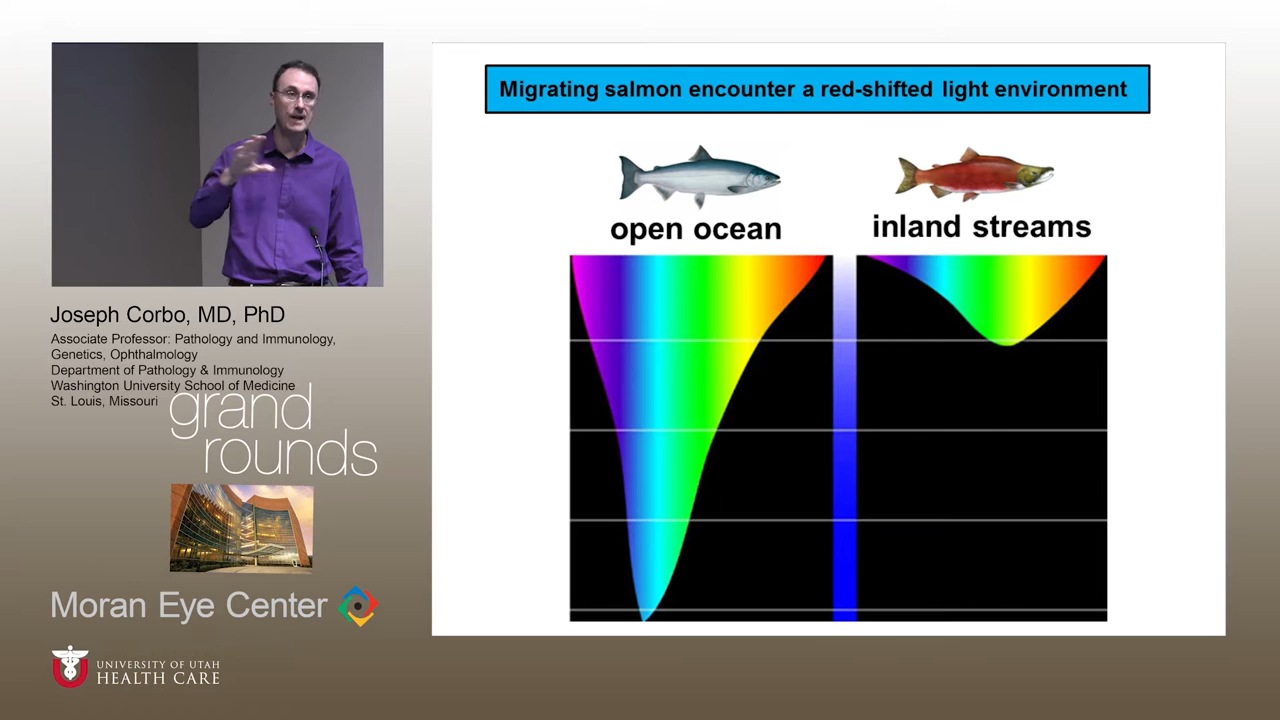 Migrating salmon encounter a red-shifted light environment
open ocean
inland streams
Joseph Corbo, MD, PhD
Associate Professor: Pathology and Immunology,
Genetics, Ophthalmology
Department of Pathology & Immunology
Washington University School of Medicine
St. Louis, Missouri
grand
rounds
Moran Eye Center
U
UNIVERSITY OF UTAH
HEALTH CARE